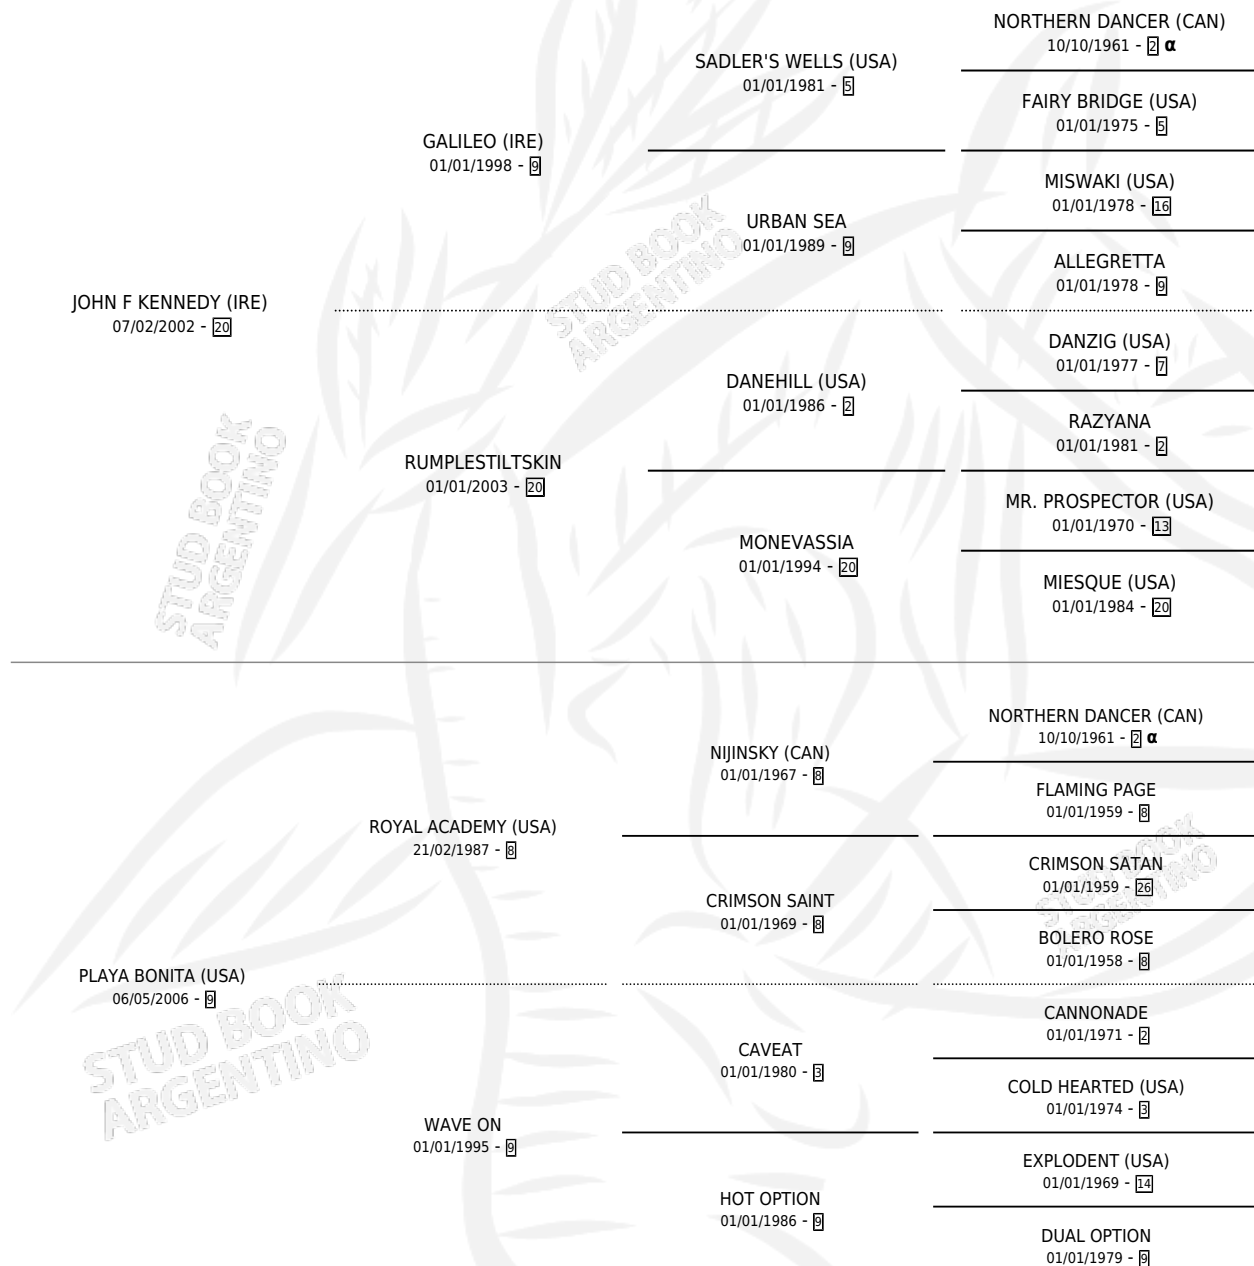 NORTHERN DANCER (CAN)
10/10/1961 - 2 α
SADLER'S WELLS (USA)
01/01/1981 - 5
FAIRY BRIDGE (USA)
01/01/1975 - 5
GALILEO (IRE)
01/01/1998 - 9
MISWAKI (USA)
01/01/1978 - 16
URBAN SEA
01/01/1989 - 9
ALLEGRETTA
01/01/1978 - 9
STUD BOOK
ARGENTINO
JOHN F KENNEDY (IRE)
07/02/2002 - 20
DANZIG (USA)
01/01/1977 - 7
DANEHILL (USA)
01/01/1986 - 2
RAZYANA
01/01/1981 - 2
RUMPLESTILTSKIN
01/01/2003 - 20
MR. PROSPECTOR (USA)
01/01/1970 - 13
MONEVASSIA
01/01/1994 - 20
MIESQUE (USA)
01/01/1984 - 20
STUD BOOK
ARGENTINO
NORTHERN DANCER (CAN)
10/10/1961 - 2 α
NIJINSKY (CAN)
01/01/1967 - 8
FLAMING PAGE
01/01/1959 - 8
ROYAL ACADEMY (USA)
21/02/1987 - 8
CRIMSON SATAN
01/01/1959 - 26
STUD BOOK
ARGENTINO
CRIMSON SAINT
01/01/1969 - 8
BOLERO ROSE
01/01/1958 - 8
PLAYA BONITA (USA)
06/05/2006 - 9
STUD BOOK
ARGENTINO
CANNONADE
01/01/1971 - 2
CAVEAT
01/01/1980 - 3
COLD HEARTED (USA)
01/01/1974 - 3
WAVE ON
01/01/1995 - 9
EXPLODENT (USA)
01/01/1969 - 14
HOT OPTION
01/01/1986 - 9
DUAL OPTION
01/01/1979 - 9